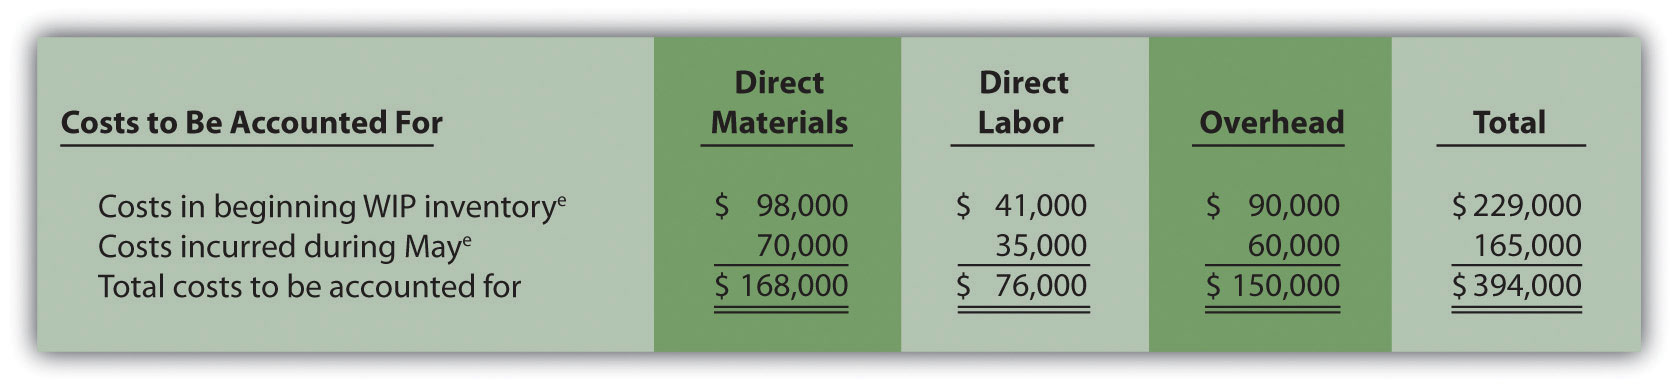 Costs to Be Accounted For Direct Materials Direct Labor Overhead Total
Costs in beginning WIP inventoryᵉ $ 98,000 $ 41,000 $ 90,000 $ 229,000
Costs incurred during Mayᵉ 70,000 35,000 60,000 165,000
Total costs to be accounted for $ 168,000 $ 76,000 $ 150,000 $ 394,000